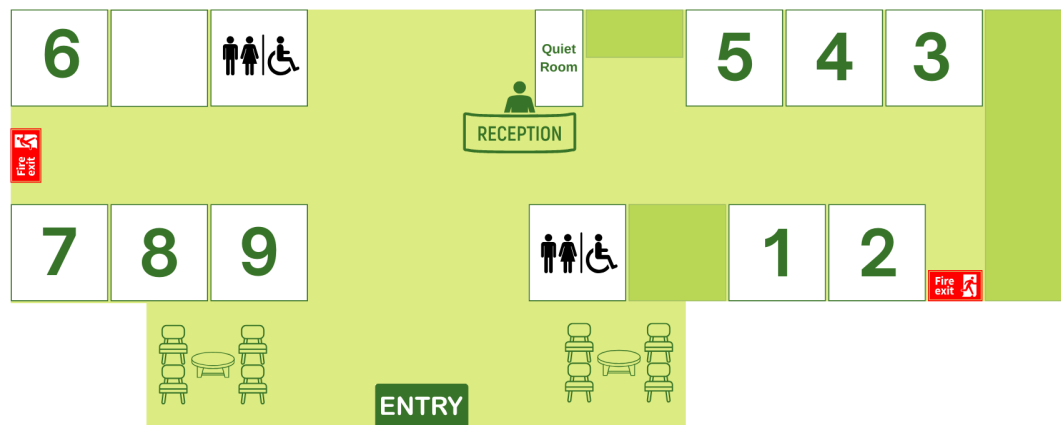 6
Quiet
Room
5 4 3
RECEPTION
Fire
exit
7 8 9
1 2
Fire
exit
ENTRY